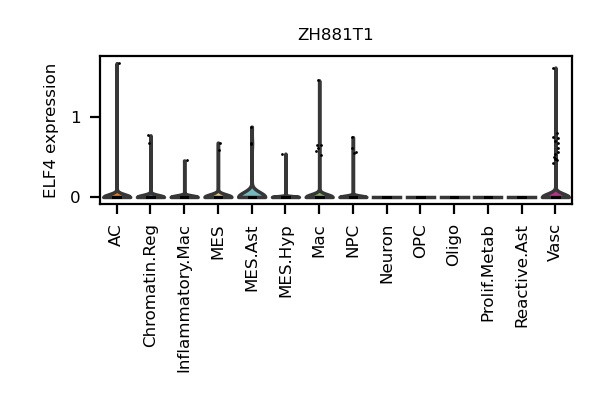 ZH881T1
ELF4 expression
1
0
AC
Chromatin.Reg
Inflammatory.Mac
MES
MES.Ast
MES.Hyp
Mac
NPC
Neuron
OPC
Oligo
Prolif.Metab
Reactive.Ast
Vasc